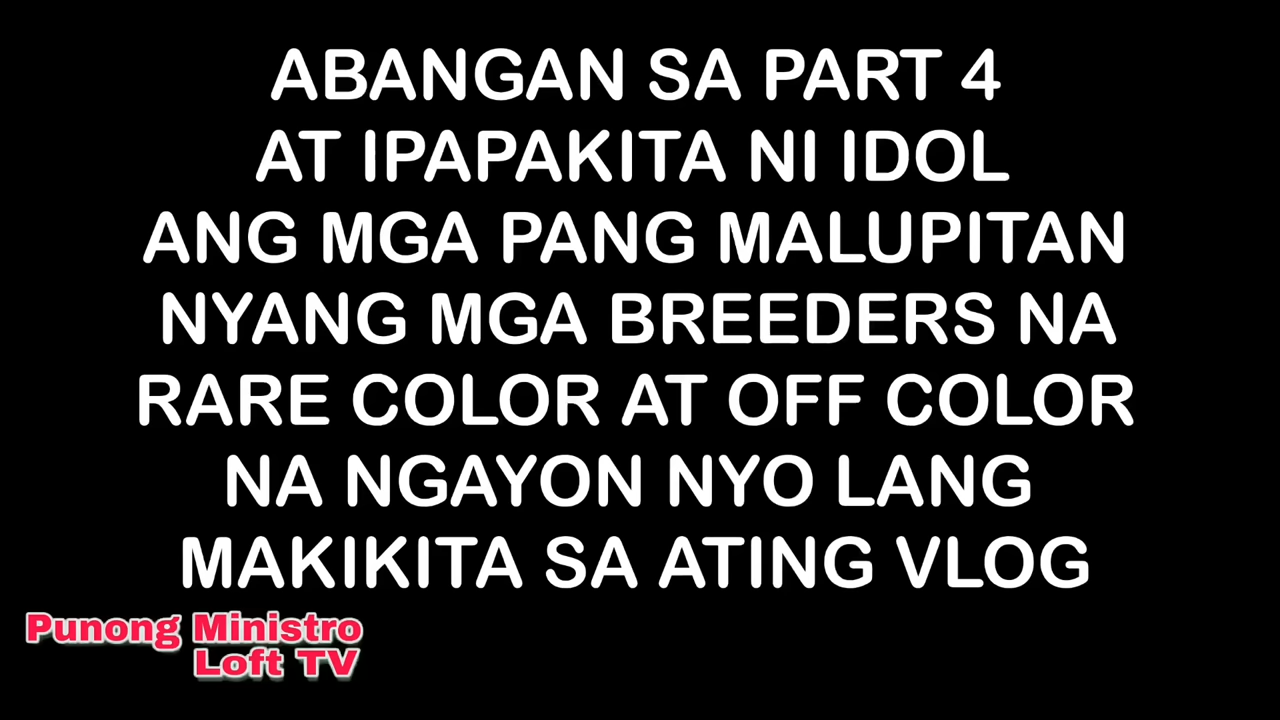 ABANGAN SA PART 4
AT IPAPAKITA NI IDOL
ANG MGA PANG MALUPITAN
NYANG MGA BREEDERS NA
RARE COLOR AT OFF COLOR
NA NGAYON NYO LANG
MAKIKITA SA ATING VLOG
Punong Ministro
Loft TV